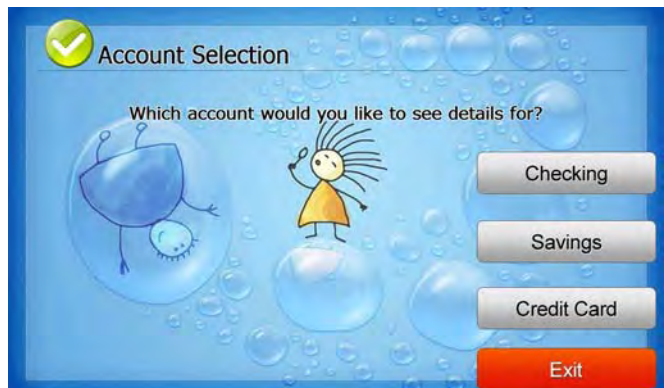 Account Selection
Which account would you like to see details for?
Checking
Savings
Credit Card
Exit